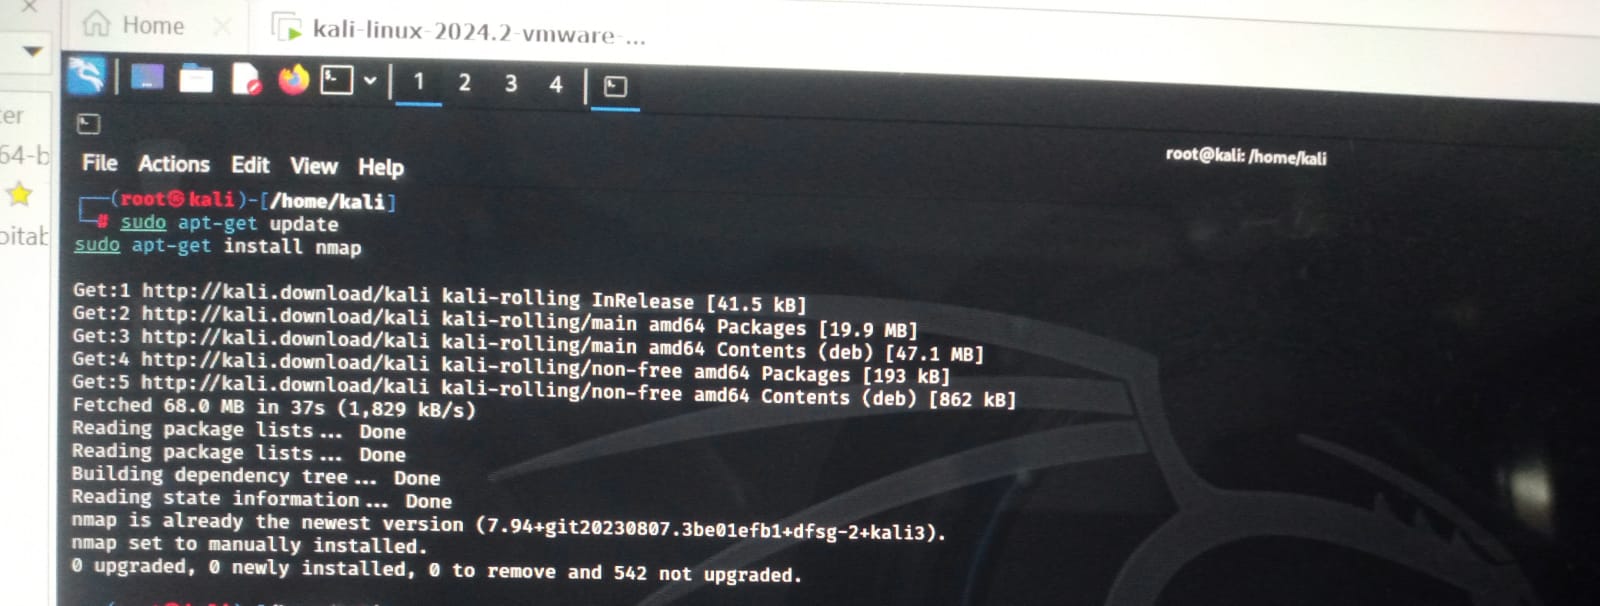 Home
kali-linux-2024.2-vmware-...
1 2 3 4
ter
64-b
pitab
root@kali: /home/kali
File Actions Edit View Help
(root㉿kali)-[/home/kali]
# sudo apt-get update
sudo apt-get install nmap
Get:1 http://kali.download/kali kali-rolling InRelease [41.5 kB]
Get:2 http://kali.download/kali kali-rolling/main amd64 Packages [19.9 MB]
Get:3 http://kali.download/kali kali-rolling/main amd64 Contents (deb) [47.1 MB]
Get:4 http://kali.download/kali kali-rolling/non-free amd64 Packages [193 kB]
Get:5 http://kali.download/kali kali-rolling/non-free amd64 Contents (deb) [862 kB]
Fetched 68.0 MB in 37s (1,829 kB/s)
Reading package lists... Done
Reading package lists... Done
Building dependency tree... Done
Reading state information... Done
nmap is already the newest version (7.94+git20230807.3be01efb1+dfsg-2+kali3).
nmap set to manually installed.
0 upgraded, 0 newly installed, 0 to remove and 542 not upgraded.